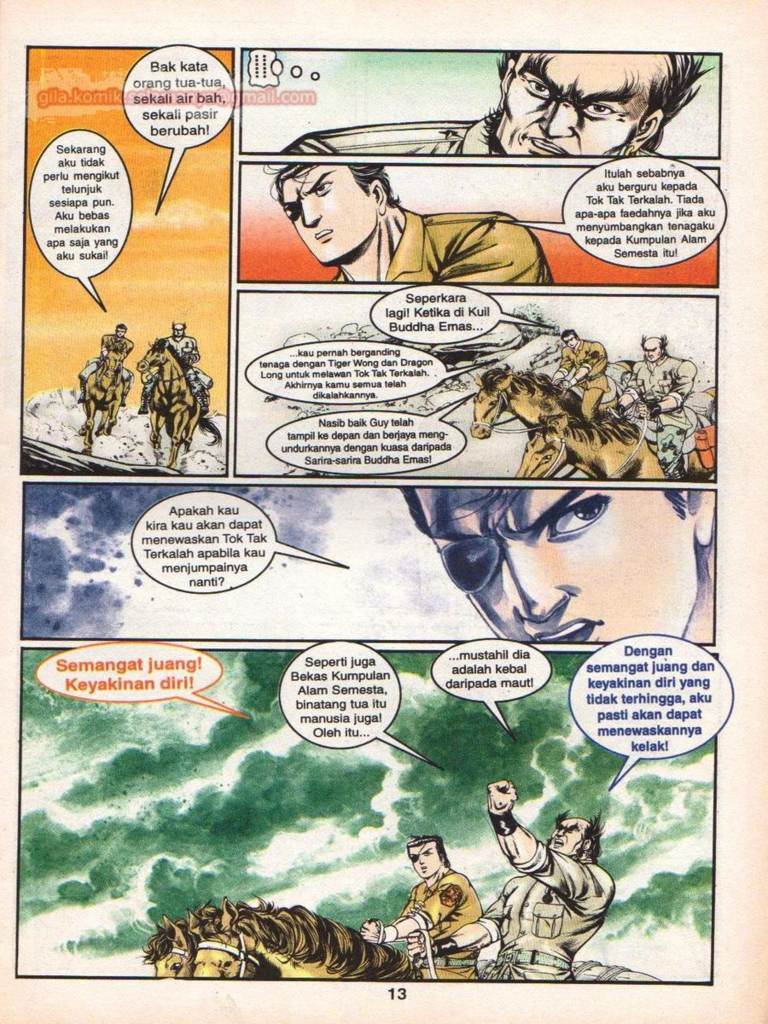 Bak kata
orang tua-tua,
sekali air bah,
sekali pasir
berubah!
Sekarang
aku tidak
perlu mengikut
telunjuk
sesiapa pun.
Aku bebas
melakukan
apa saja yang
aku sukai!
!!!
Itulah sebabnya
aku berguru kepada
Tok Tak Terkalah. Tiada
apa-apa faedahnya jika aku
menyumbangkan tenagaku
kepada Kumpulan Alam
Semesta itu!
Seperkara
lagi! Ketika di Kuil
Buddha Emas...
...kau pernah berganding
tenaga dengan Tiger Wong dan Dragon
Long untuk melawan Tok Tak Terkalah.
Akhirnya kamu semua telah
dikalahkannya.
Nasib baik Guy telah
tampil ke depan dan berjaya meng-
undurkannya dengan kuasa daripada
Sarira-sarira Buddha Emas!
Apakah kau
kira kau akan dapat
menewaskan Tok Tak
Terkalah apabila kau
menjumpainya
nanti?
Semangat juang!
Keyakinan diri!
Seperti juga
Bekas Kumpulan
Alam Semesta,
binatang tua itu
manusia juga!
Oleh itu...
...mustahil dia
adalah kebal
daripada maut!
Dengan
semangat juang dan
keyakinan diri yang
tidak terhingga, aku
pasti akan dapat
menewaskannya
kelak!
13